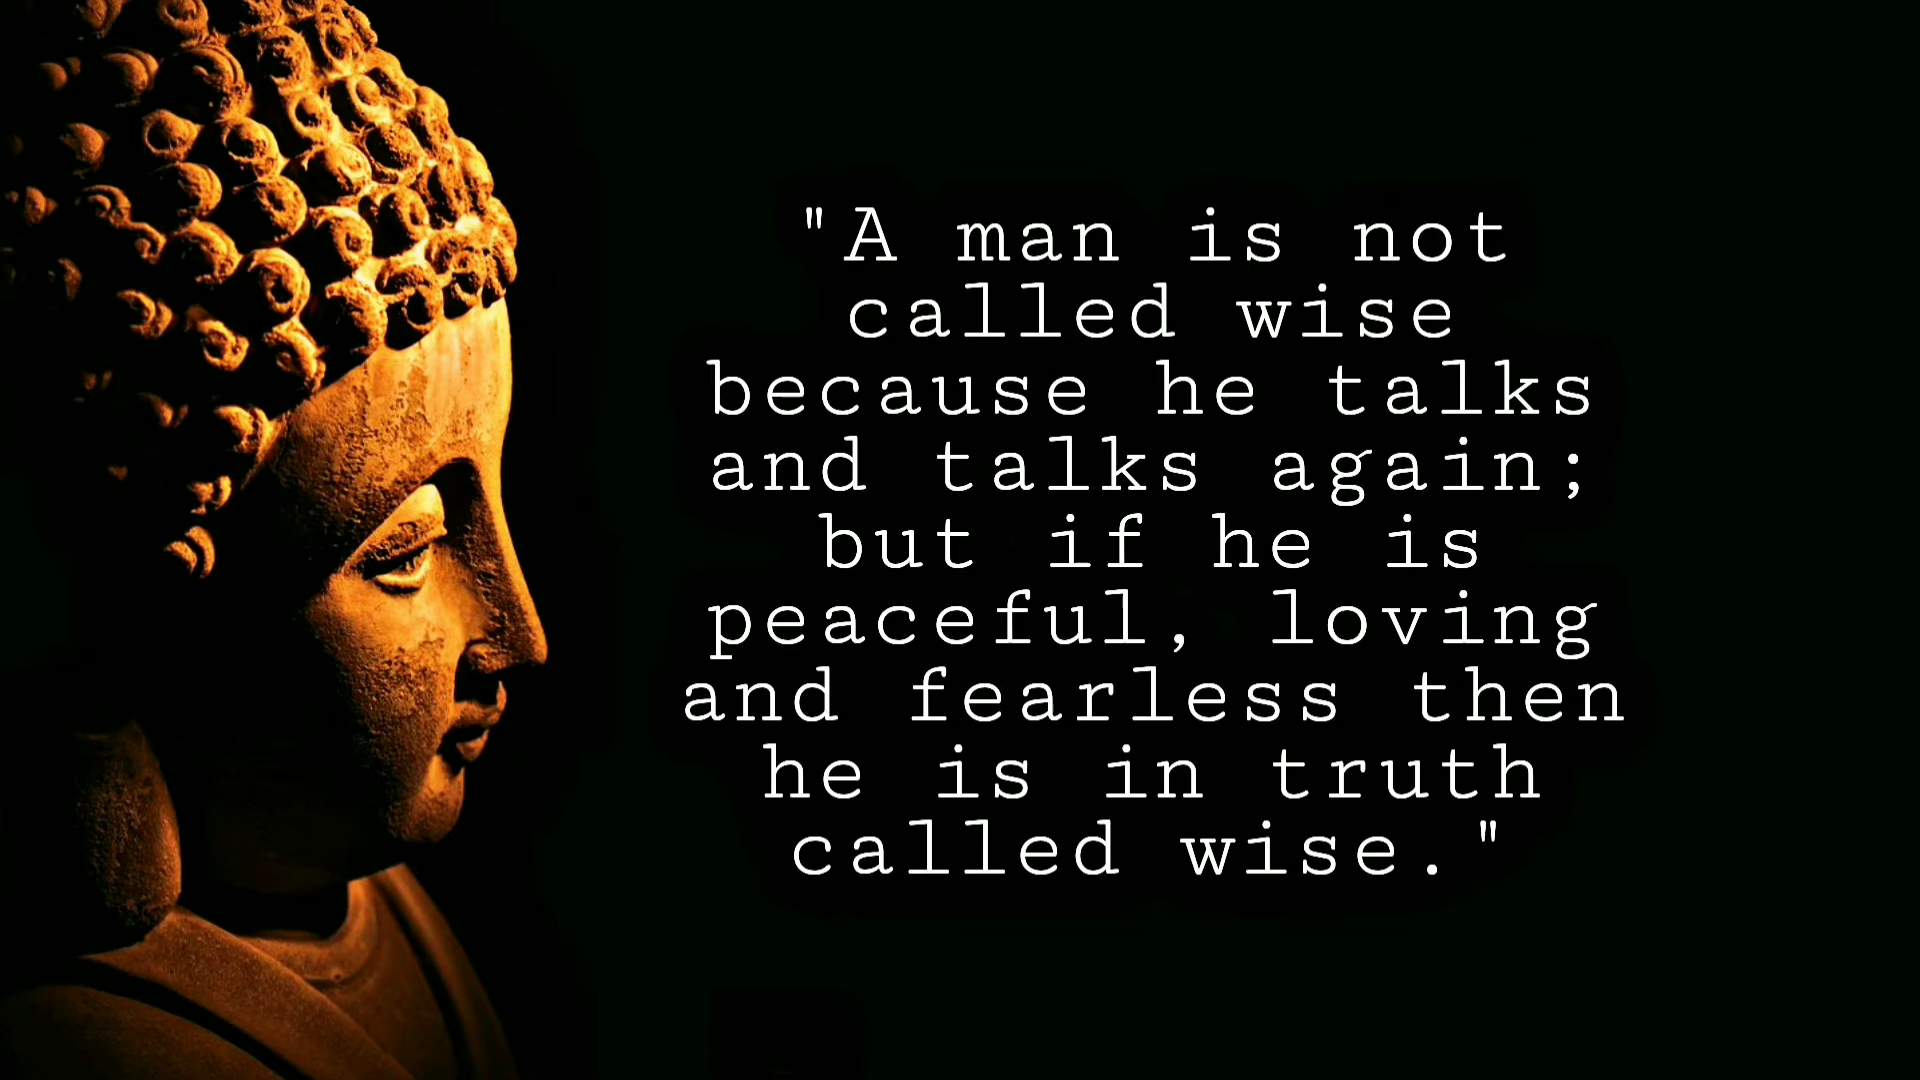 "A man is not
called wise
because he talks
and talks again;
but if he is
peaceful, loving
and fearless then
he is in truth
called wise."